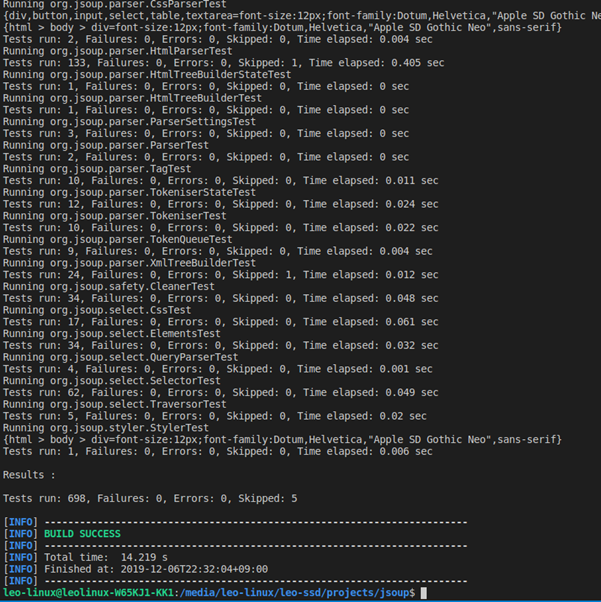 Running org.jsoup.parser.CssParserTest
{div,button,input,select,table,textarea=font-size:12px;font-family:Dotum,Helvetica,"Apple SD Gothic Ne
{html > body > div=font-size:12px;font-family:Dotum,Helvetica,"Apple SD Gothic Neo",sans-serif}
Tests run: 2, Failures: 0, Errors: 0, Skipped: 0, Time elapsed: 0.004 sec
Running org.jsoup.parser.HtmlParserTest
Tests run: 133, Failures: 0, Errors: 0, Skipped: 1, Time elapsed: 0.405 sec
Running org.jsoup.parser.HtmlTreeBuilderStateTest
Tests run: 1, Failures: 0, Errors: 0, Skipped: 0, Time elapsed: 0 sec
Running org.jsoup.parser.HtmlTreeBuilderTest
Tests run: 1, Failures: 0, Errors: 0, Skipped: 0, Time elapsed: 0 sec
Running org.jsoup.parser.ParserSettingsTest
Tests run: 3, Failures: 0, Errors: 0, Skipped: 0, Time elapsed: 0 sec
Running org.jsoup.parser.ParserTest
Tests run: 2, Failures: 0, Errors: 0, Skipped: 0, Time elapsed: 0 sec
Running org.jsoup.parser.TagTest
Tests run: 10, Failures: 0, Errors: 0, Skipped: 0, Time elapsed: 0.011 sec
Running org.jsoup.parser.TokeniserStateTest
Tests run: 12, Failures: 0, Errors: 0, Skipped: 0, Time elapsed: 0.024 sec
Running org.jsoup.parser.TokeniserTest
Tests run: 10, Failures: 0, Errors: 0, Skipped: 0, Time elapsed: 0.022 sec
Running org.jsoup.parser.TokenQueueTest
Tests run: 9, Failures: 0, Errors: 0, Skipped: 0, Time elapsed: 0.004 sec
Running org.jsoup.parser.XmlTreeBuilderTest
Tests run: 24, Failures: 0, Errors: 0, Skipped: 1, Time elapsed: 0.012 sec
Running org.jsoup.safety.CleanerTest
Tests run: 34, Failures: 0, Errors: 0, Skipped: 0, Time elapsed: 0.048 sec
Running org.jsoup.select.CssTest
Tests run: 17, Failures: 0, Errors: 0, Skipped: 0, Time elapsed: 0.061 sec
Running org.jsoup.select.ElementsTest
Tests run: 34, Failures: 0, Errors: 0, Skipped: 0, Time elapsed: 0.032 sec
Running org.jsoup.select.QueryParserTest
Tests run: 4, Failures: 0, Errors: 0, Skipped: 0, Time elapsed: 0.001 sec
Running org.jsoup.select.SelectorTest
Tests run: 62, Failures: 0, Errors: 0, Skipped: 0, Time elapsed: 0.049 sec
Running org.jsoup.select.TraversorTest
Tests run: 5, Failures: 0, Errors: 0, Skipped: 0, Time elapsed: 0.02 sec
Running org.jsoup.styler.StylerTest
{html > body > div=font-size:12px;font-family:Dotum,Helvetica,"Apple SD Gothic Neo",sans-serif}
Tests run: 1, Failures: 0, Errors: 0, Skipped: 0, Time elapsed: 0.006 sec
Results :
Tests run: 698, Failures: 0, Errors: 0, Skipped: 5
[INFO] ------------------------------------------------------------------------
[INFO] BUILD SUCCESS
[INFO] ------------------------------------------------------------------------
[INFO] Total time:  14.219 s
[INFO] Finished at: 2019-12-06T22:32:04+09:00
[INFO] ------------------------------------------------------------------------
leo-linux@leolinux-W65KJ1-KK1:/media/leo-linux/leo-ssd/projects/jsoup$